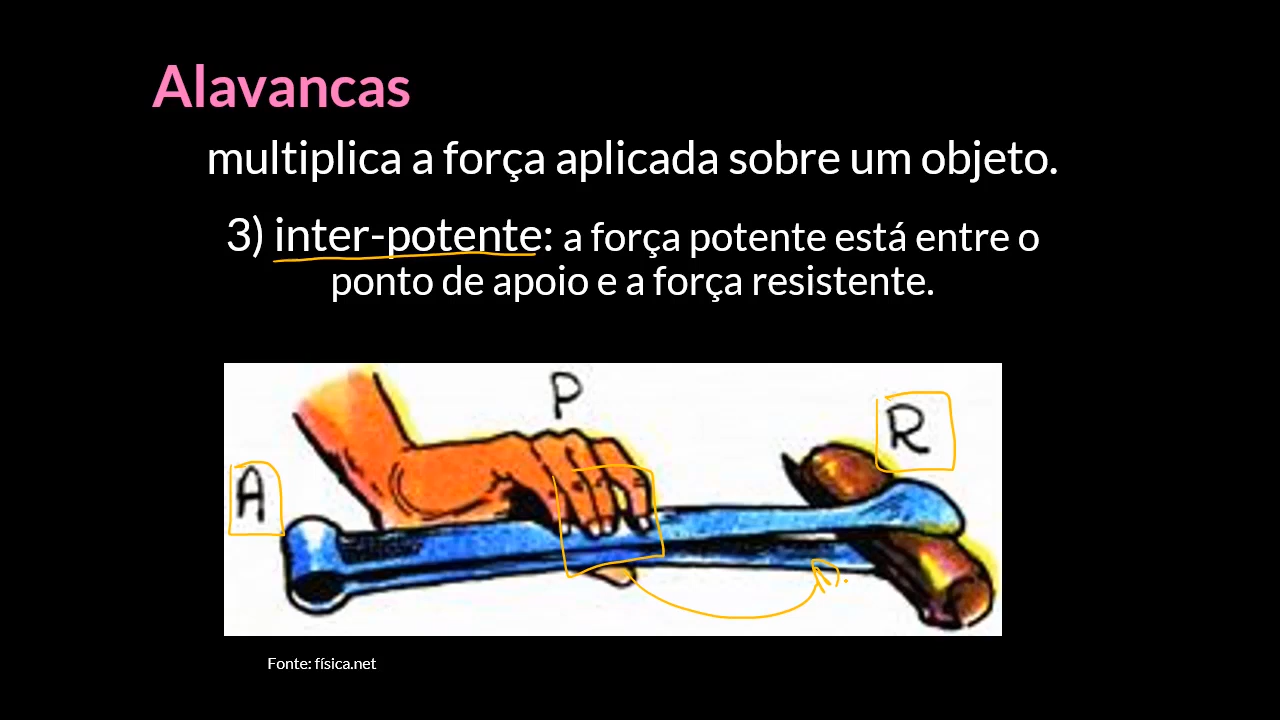 Alavancas
multiplica a força aplicada sobre um objeto.
3) inter-potente: a força potente está entre o
ponto de apoio e a força resistente.
P
R
A
Fonte: física.net